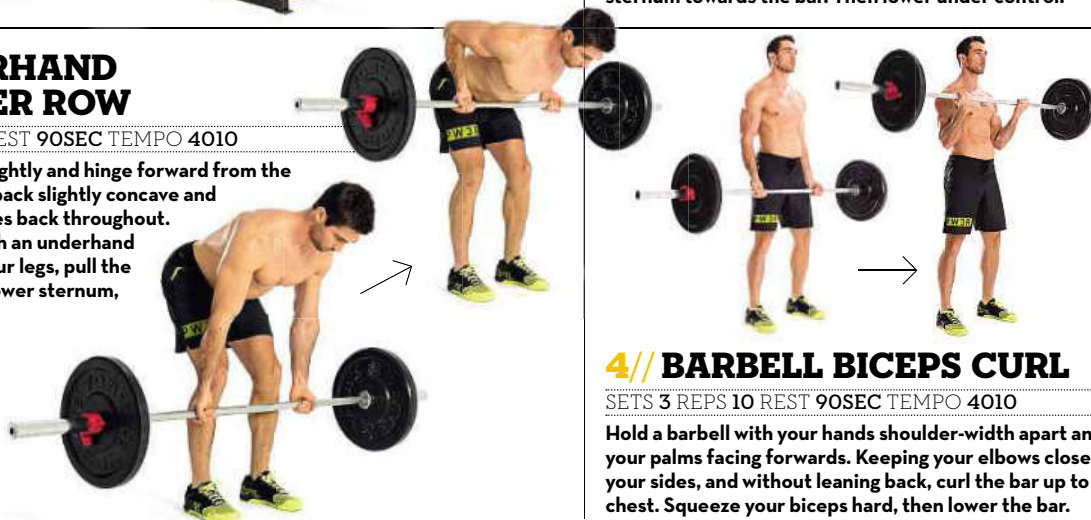 RHAND
ER ROW
EST 90SEC TEMPO 4010
ghtly and hinge forward from the
back slightly concave and
es back throughout.
h an underhand
ur legs, pull the
ower sternum,
sternum towards the bar. Then lower under control.
4// BARBELL BICEPS CURL
SETS 3 REPS 10 REST 90SEC TEMPO 4010
Hold a barbell with your hands shoulder-width apart an
your palms facing forwards. Keeping your elbows close
your sides, and without leaning back, curl the bar up to
chest. Squeeze your biceps hard, then lower the bar.